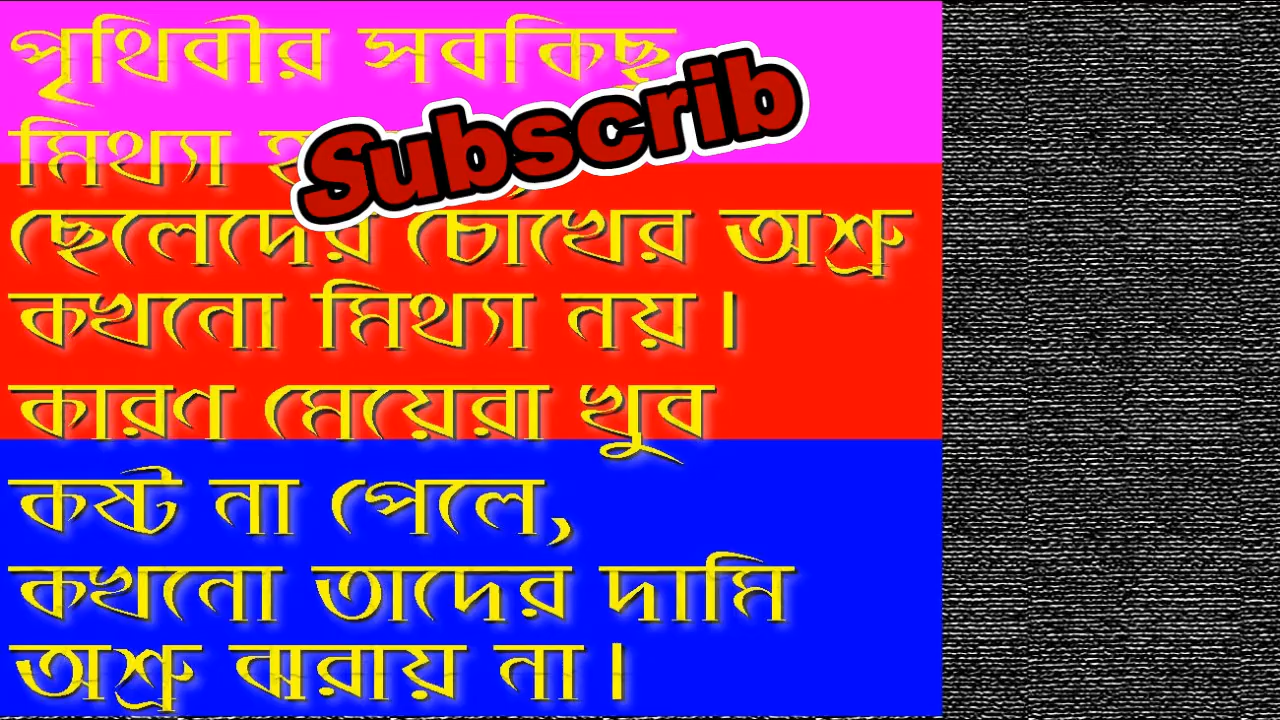 পৃথিবীর সবকিছু
মিথ্যা
Subscrib
ছেলেদের চোখের অশ্রু
কখনো মিথ্যা নয়।
কারণ মেয়েরা খুব
কষ্ট না পেলে,
কখনো তাদের দামি
অশ্রু ঝরায় না।